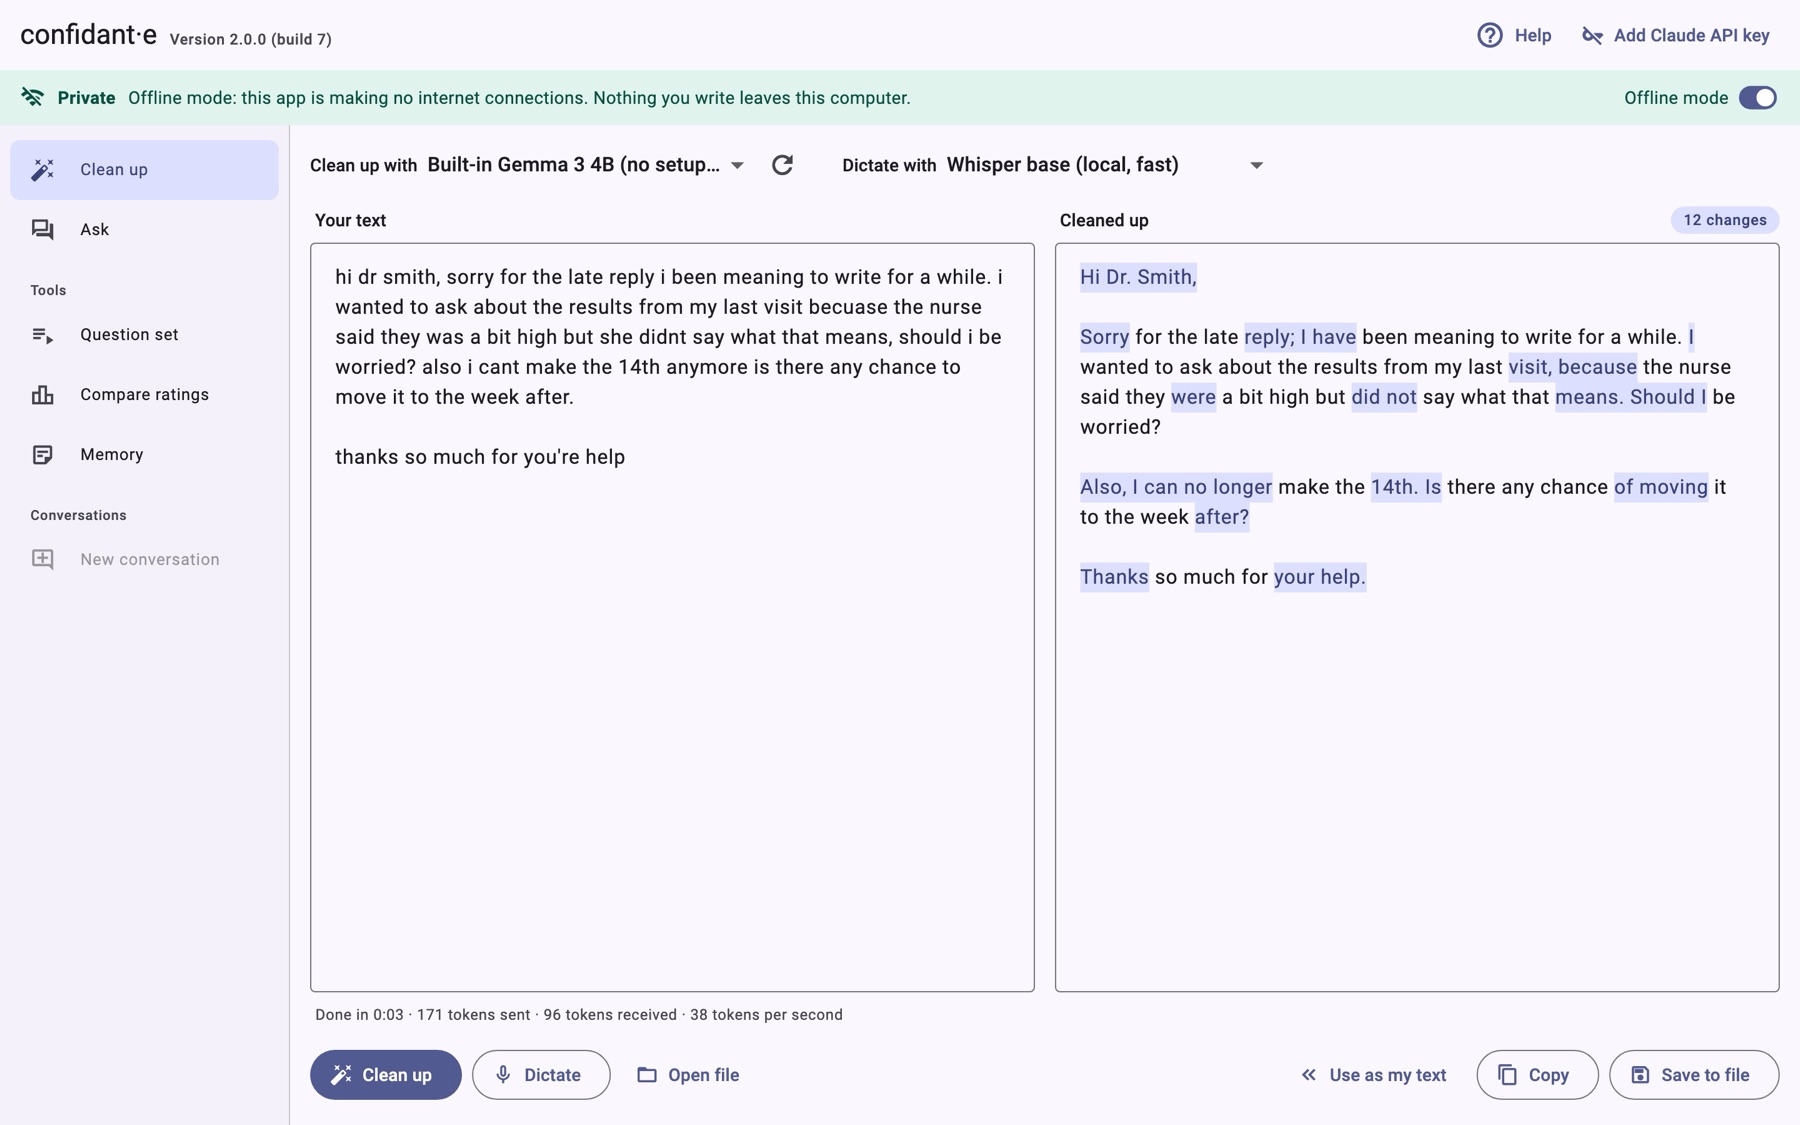 confidant·e Version 2.0.0 (build 7)
Help
Add Claude API key
Private Offline mode: this app is making no internet connections. Nothing you write leaves this computer.
Offline mode
Clean up
Ask
Tools
Question set
Compare ratings
Memory
Conversations
New conversation
Clean up with Built-in Gemma 3 4B (no setup...
Dictate with Whisper base (local, fast)
Your text
hi dr smith, sorry for the late reply i been meaning to write for a while. i
wanted to ask about the results from my last visit becuase the nurse
said they was a bit high but she didnt say what that means, should i be
worried? also i cant make the 14th anymore is there any chance to
move it to the week after.
thanks so much for you're help
Cleaned up
12 changes
Hi Dr. Smith,
Sorry for the late reply; I have been meaning to write for a while. I
wanted to ask about the results from my last visit, because the nurse
said they were a bit high but did not say what that means. Should I be
worried?
Also, I can no longer make the 14th. Is there any chance of moving it
to the week after?
Thanks so much for your help.
Done in 0:03 · 171 tokens sent · 96 tokens received · 38 tokens per second
Clean up
Dictate
Open file
Use as my text
Copy
Save to file